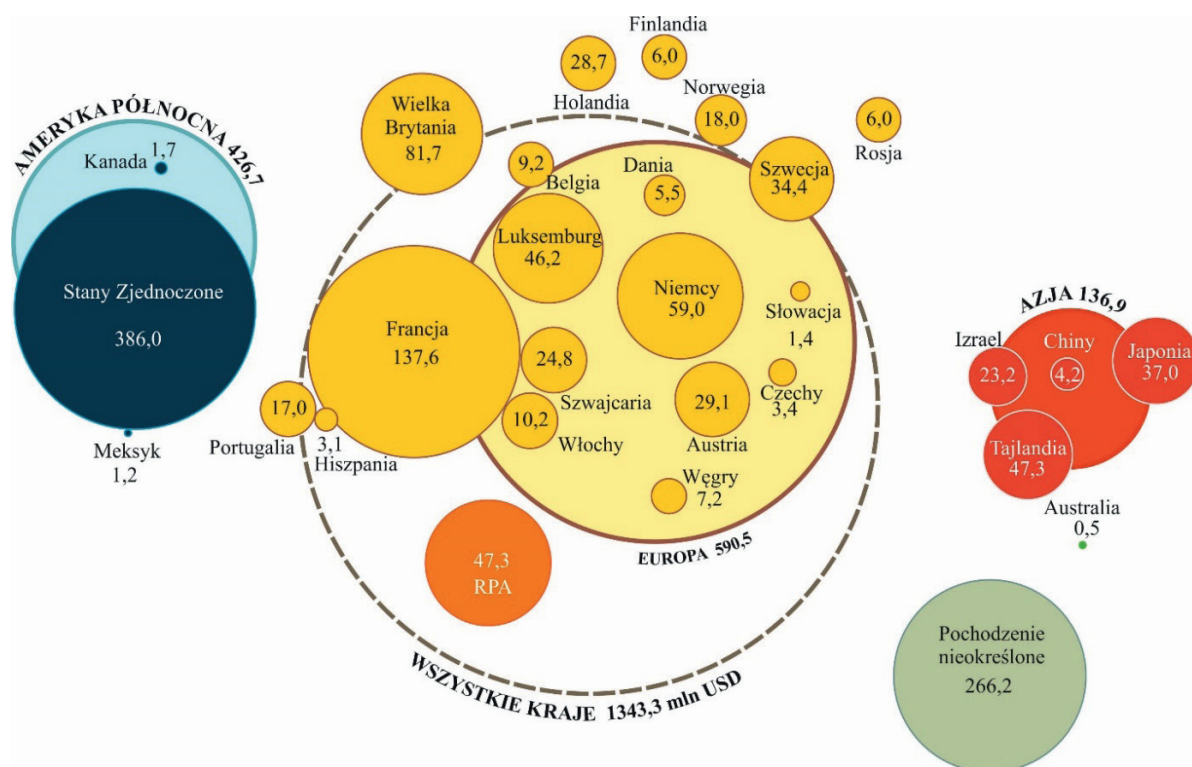 AMERYKA PÓŁNOCNA 426,7
Kanada
1,7
Stany Zjednoczone
386,0
Meksyk
1,2
Wielka
Brytania
81,7
28,7
Holandia
Finlandia
6,0
Norwegia
18,0
6,0
Rosja
9,2
Belgia
Dania
5,5
Szwecja
34,4
Luksemburg
46,2
Niemcy
59,0
Słowacja
1,4
Francja
137,6
24,8
Szwajcaria
10,2
Włochy
29,1
Austria
Czechy
3,4
17,0
Portugalia
3,1
Hiszpania
Węgry
7,2
EUROPA 590,5
47,3
RPA
WSZYSTKIE KRAJE 1343,3 mln USD
AZJA 136,9
Izrael
23,2
Chiny
4,2
Japonia
37,0
Tajlandia
47,3
Australia
0,5
Pochodzenie
nieokreślone
266,2